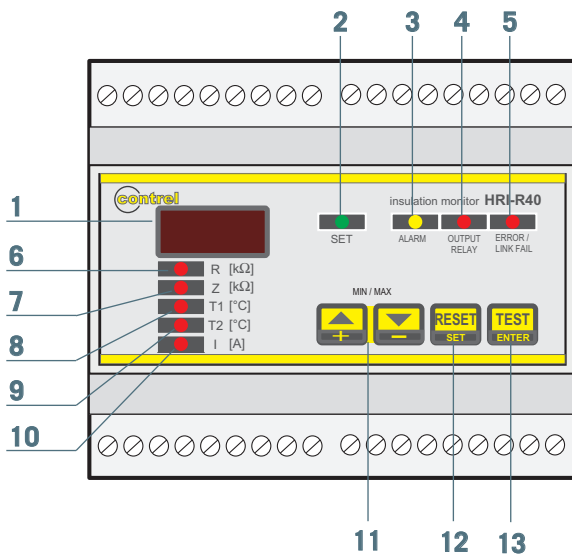 2 3 4 5
contrel
insulation monitor HRI-R40
1
SET
ALARM
OUTPUT RELAY
ERROR / LINK FAIL
6
R [kΩ]
7
Z [kΩ]
8
T1 [°C]
9
T2 [°C]
10
I [A]
MIN / MAX
+
−
RESET
SET
TEST
ENTER
11 12 13